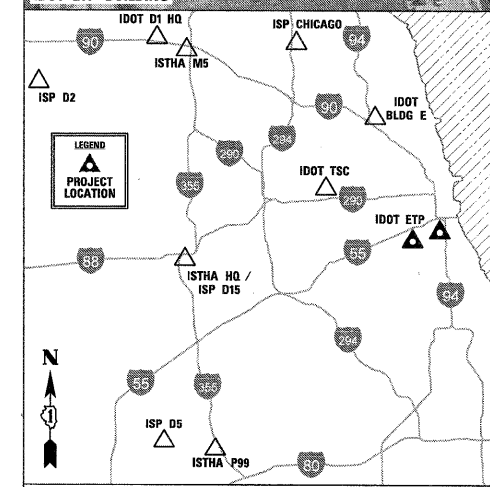 IDOT D1 HQ
ISP CHICAGO
90
94
ISTHA M5
ISP D2
90
IDOT
BLDG E
LEGEND
PROJECT
LOCATION
290
294
IDOT TSC
355
290
IDOT ETP
55
88
ISTHA HQ /
ISP D15
94
294
N
55
355
ISP D5
ISTHA P99
80